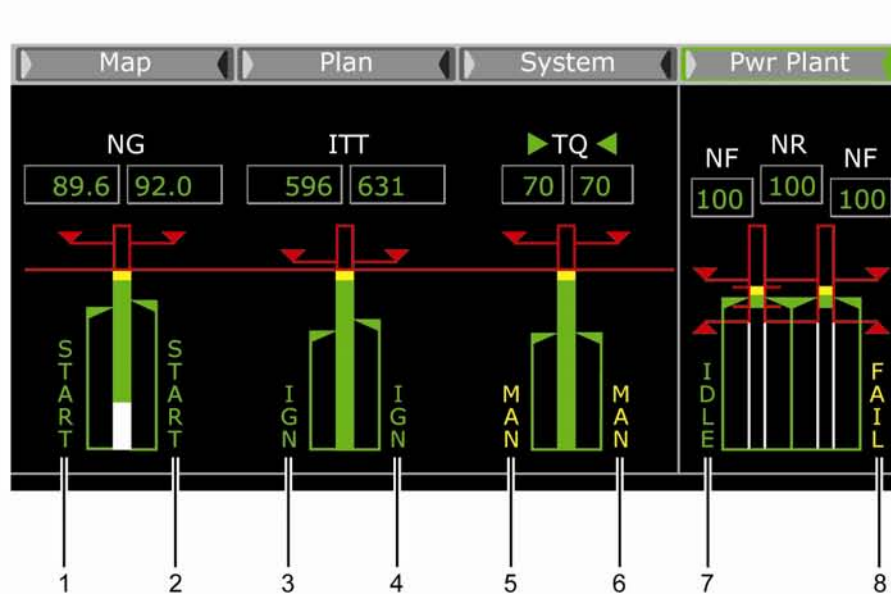 Map Plan System Pwr Plant
NG ITT TQ NF NR NF
89.6 92.0 596 631 70 70 100 100 100
START START IGN IGN MAN MAN IDLE FAIL
1 2 3 4 5 6 7 8